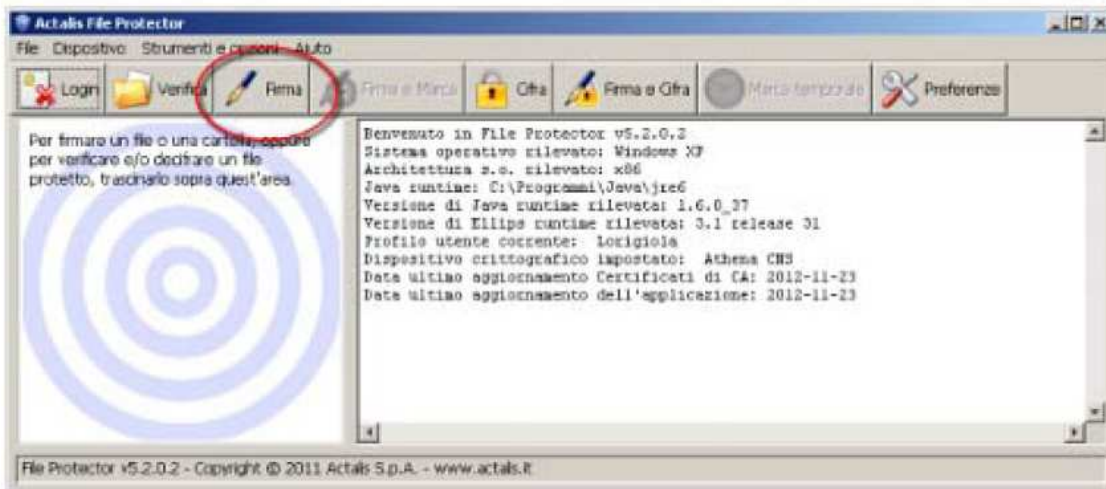 Actalis File Protector
File Dispositivo Strumenti e opzioni Aiuto
Login Verifica Firma Firma e Marca Cifra Firma e Cifra Marca temporale Preferenze
Per firmare un file o una cartella, oppure
per verificare e/o decifrare un file
protetto, trascinarlo sopra quest'area.
Benvenuto in File Protector v5.2.0.2
Sistema operativo rilevato: Windows XP
Architettura s.o. rilevato: x86
Java runtime: C:\Programmi\Java\jre6
Versione di Java runtime rilevata: 1.6.0_37
Versione di Ellips runtime rilevata: 3.1 release 31
Profilo utente corrente: Lorigiola
Dispositivo crittografico impostato: Athena CNS
Data ultimo aggiornamento Certificati di CA: 2012-11-23
Data ultimo aggiornamento dell'applicazione: 2012-11-23
File Protector v5.2.0.2 - Copyright © 2011 Actalis S.p.A. - www.actalis.it